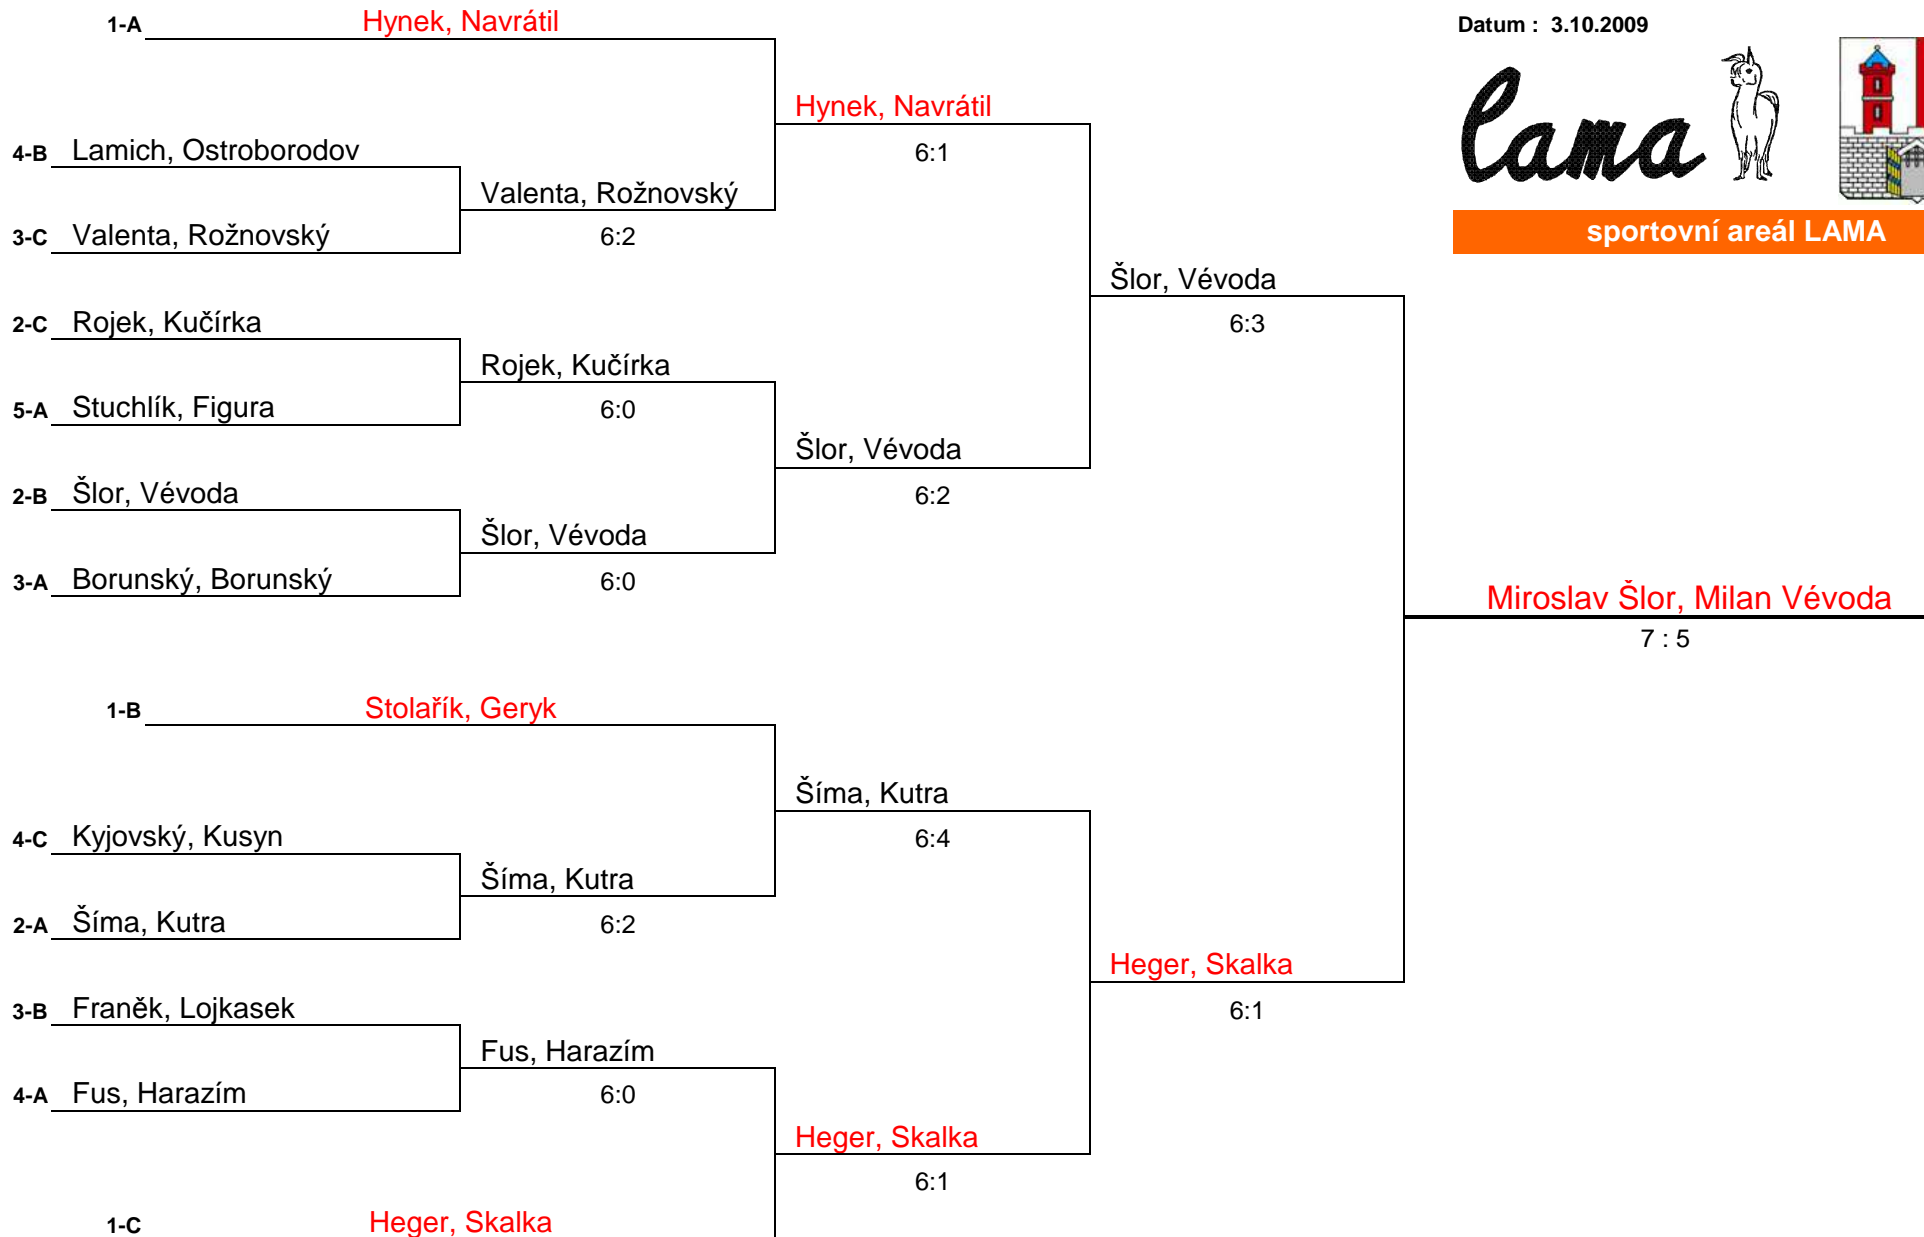 1-A Hynek, Navrátil
Datum : 3.10.2009
lama
Hynek, Navrátil
4-B Lamich, Ostroborodov
6:1
Valenta, Rožnovský
3-C Valenta, Rožnovský
6:2
sportovní areál LAMA
Šlor, Vévoda
2-C Rojek, Kučírka
6:3
Rojek, Kučírka
5-A Stuchlík, Figura
6:0
Šlor, Vévoda
2-B Šlor, Vévoda
6:2
Šlor, Vévoda
3-A Borunský, Borunský
6:0
Miroslav Šlor, Milan Vévoda
7 : 5
1-B Stolařík, Geryk
Šíma, Kutra
4-C Kyjovský, Kusyn
6:4
Šíma, Kutra
2-A Šíma, Kutra
6:2
Heger, Skalka
3-B Franěk, Lojkasek
6:1
Fus, Harazím
4-A Fus, Harazím
6:0
Heger, Skalka
6:1
1-C Heger, Skalka